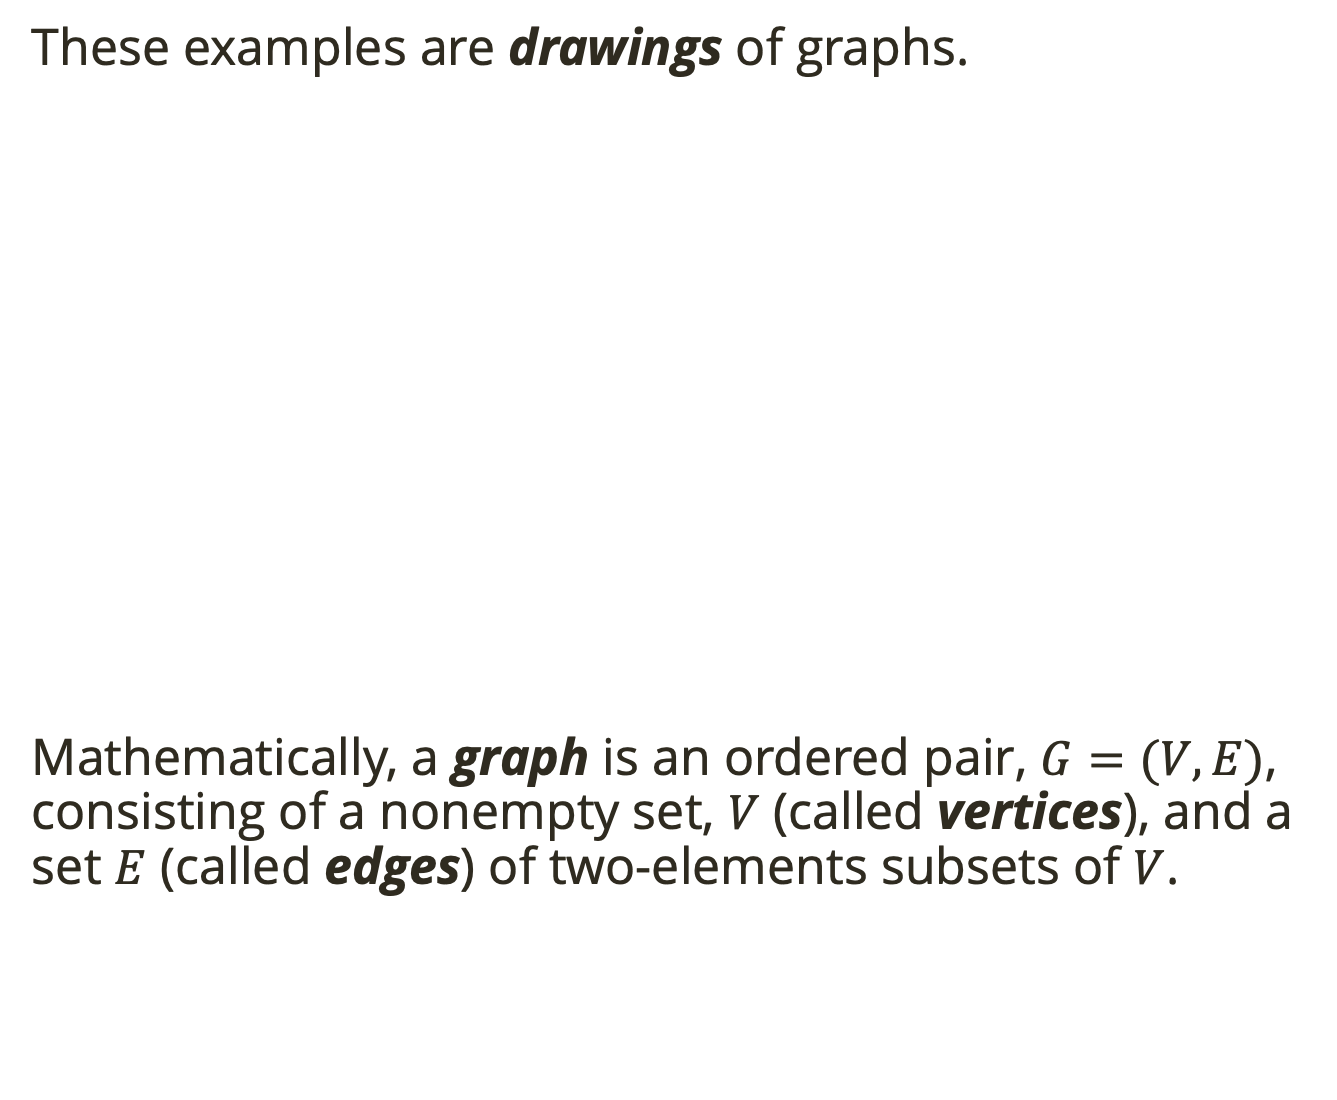 These examples are drawings of graphs.
Mathematically, a graph is an ordered pair, G = (V, E),
consisting of a nonempty set, V (called vertices), and a
set E (called edges) of two-elements subsets of V.